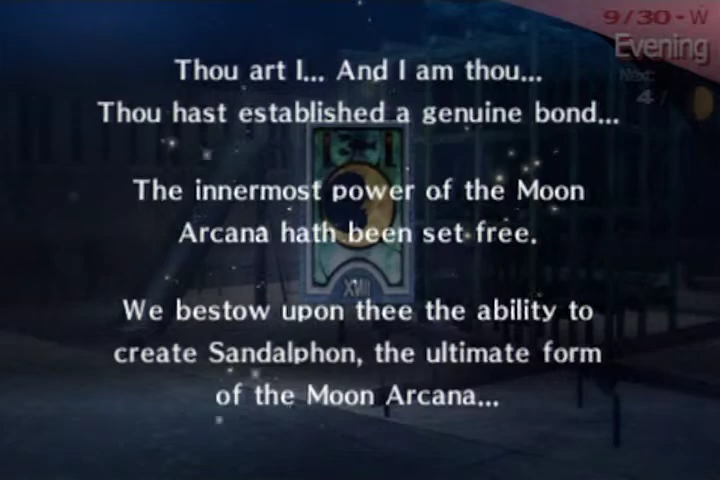 9/30-W
Evening
Next:
4/
Thou art I... And I am thou...
Thou hast established a genuine bond...
The innermost power of the Moon
Arcana hath been set free.
We bestow upon thee the ability to
create Sandalphon, the ultimate form
of the Moon Arcana...
XVIII